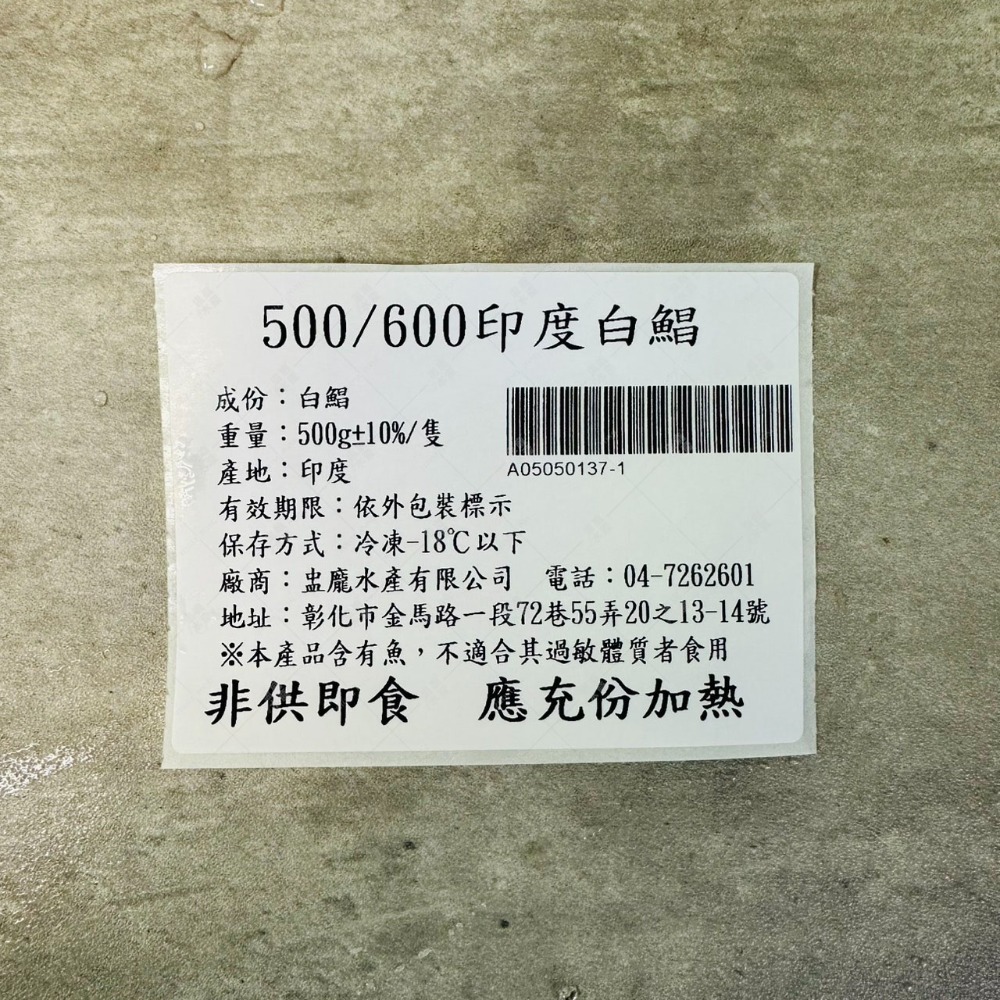 500/600印度白鯧
成份：白鯧
重量：500g±10%/隻
A05050137-1
產地：印度
有效期限：依外包裝標示
保存方式：冷凍-18℃以下
廠商：盅龐水產有限公司 電話：04-7262601
地址：彰化市金馬路一段72巷55弄20之13-14號
※本產品含有魚，不適合其過敏體質者食用
非供即食 應充份加熱